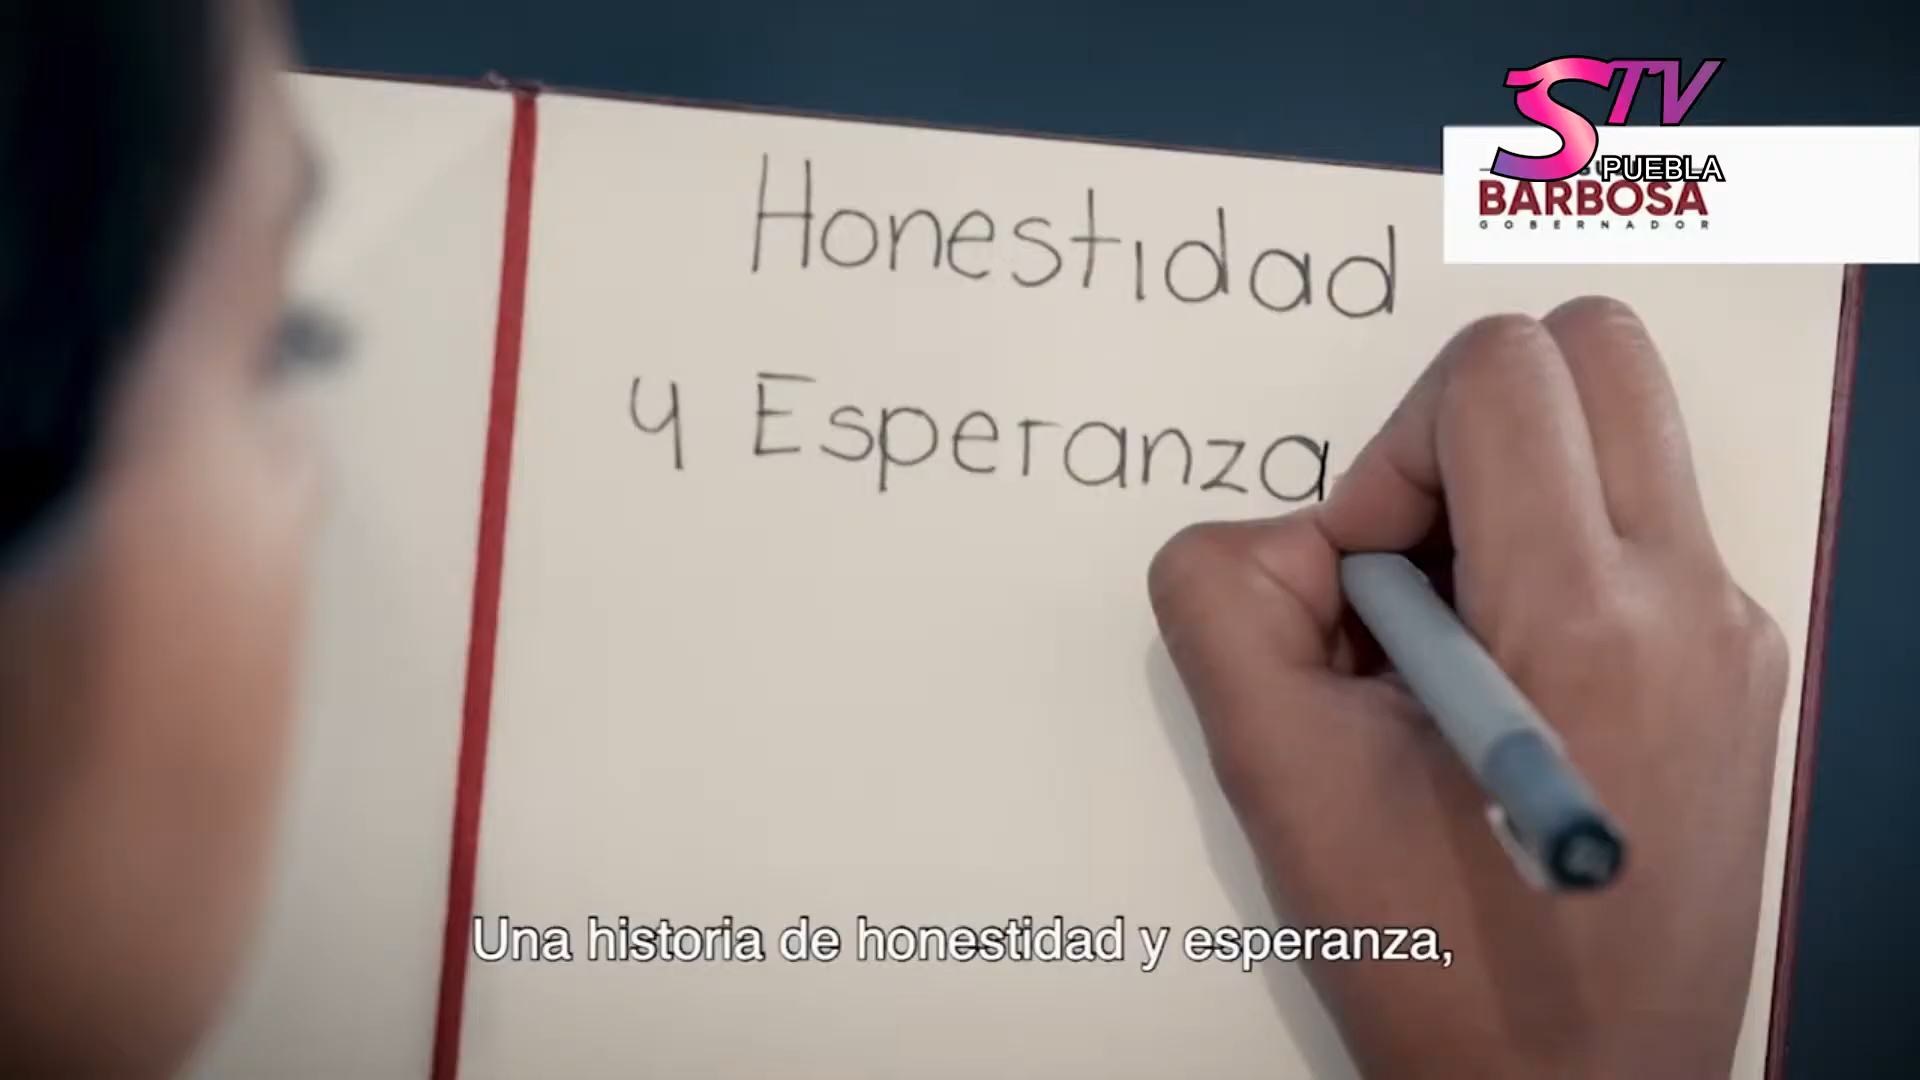 STV
PUEBLA
BARBOSA
GOBERNADOR
Honestidad
y Esperanza
Una historia de honestidad y esperanza,